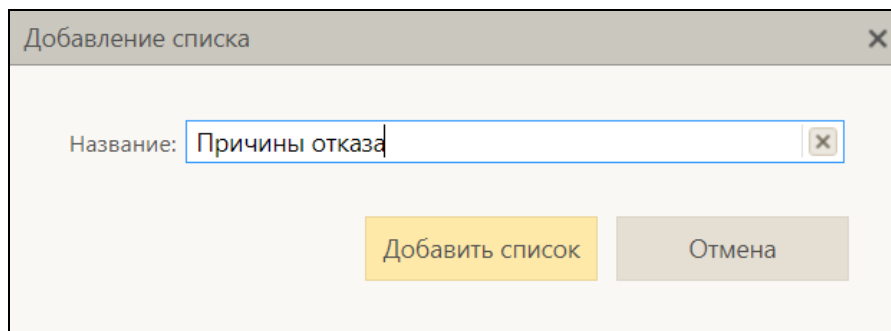 Добавление списка
Название: Причины отказа
Добавить список Отмена